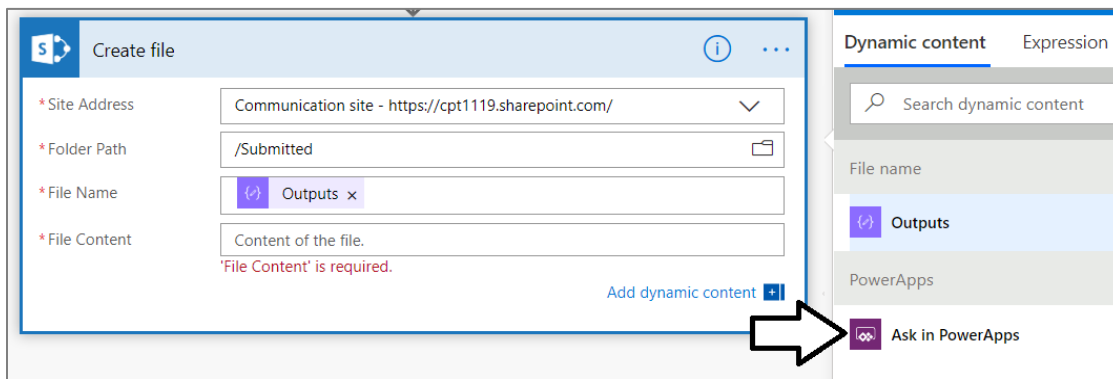 Create file
Dynamic content Expression
* Site Address
Communication site - https://cpt1119.sharepoint.com/
Search dynamic content
* Folder Path
/Submitted
File name
* File Name
Outputs ×
Outputs
* File Content
Content of the file.
'File Content' is required.
PowerApps
Add dynamic content
Ask in PowerApps